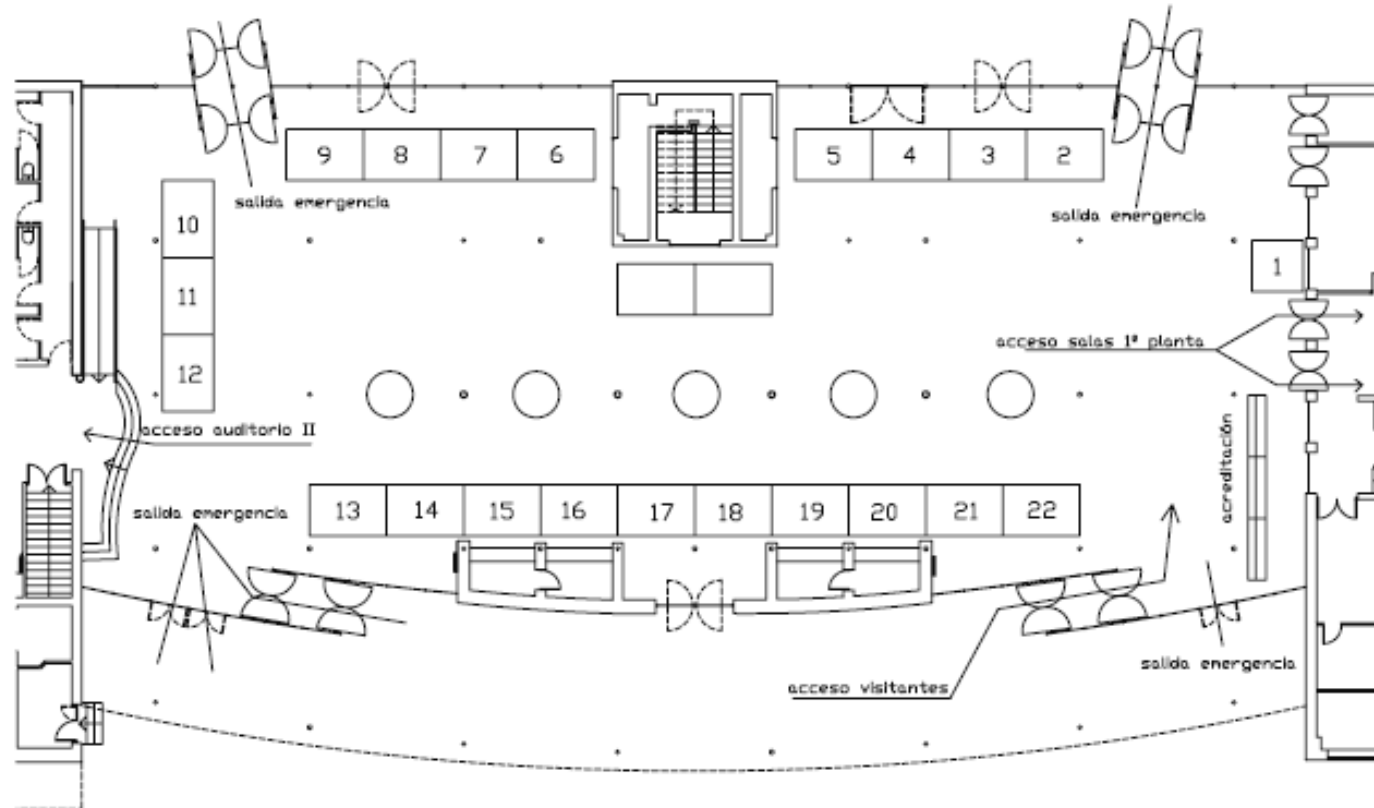 9 8 7 6
5 4 3 2
salida emergencia
salida emergencia
10
11
12
1
acceso salas 1ª planta
acceso auditorio II
acreditación
salida emergencia
13 14 15 16 17 18 19 20 21 22
salida emergencia
acceso visitantes